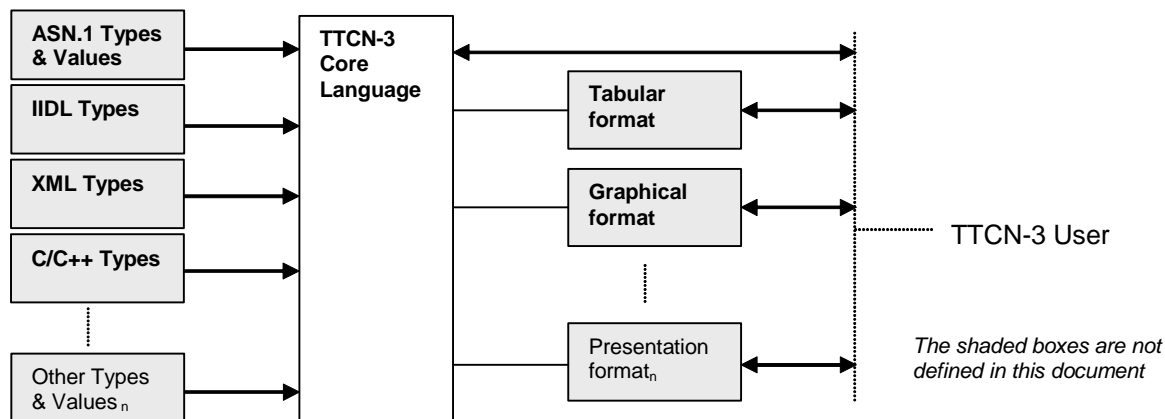 ASN.1 Types
& Values
IIDL Types
XML Types
C/C++ Types
Other Types
& Values n
TTCN-3
Core
Language
Tabular
format
Graphical
format
Presentation
formatn
TTCN-3 User
The shaded boxes are not
defined in this document